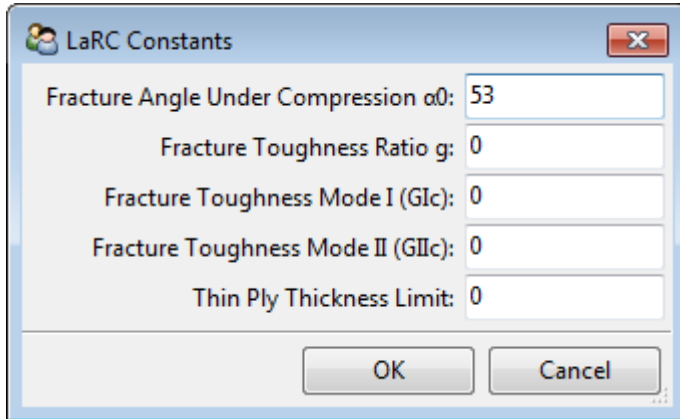 LaRC Constants
Fracture Angle Under Compression α0: 53
Fracture Toughness Ratio g: 0
Fracture Toughness Mode I (GIc): 0
Fracture Toughness Mode II (GIIc): 0
Thin Ply Thickness Limit: 0
OK Cancel